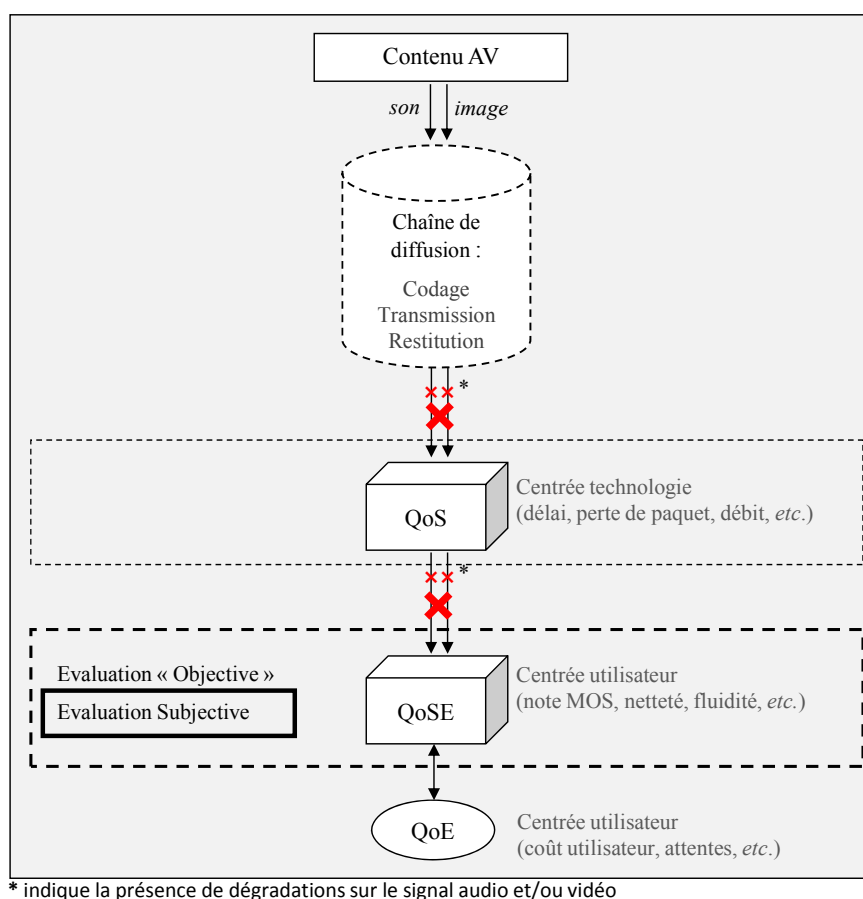 Contenu AV
son image
Chaîne de
diffusion :
Codage
Transmission
Restitution
*
QoS
Centrée technologie
(délai, perte de paquet, débit, etc.)
*
Evaluation « Objective »
Evaluation Subjective
QoSE
Centrée utilisateur
(note MOS, netteté, fluidité, etc.)
QoE
Centrée utilisateur
(coût utilisateur, attentes, etc.)
* indique la présence de dégradations sur le signal audio et/ou vidéo